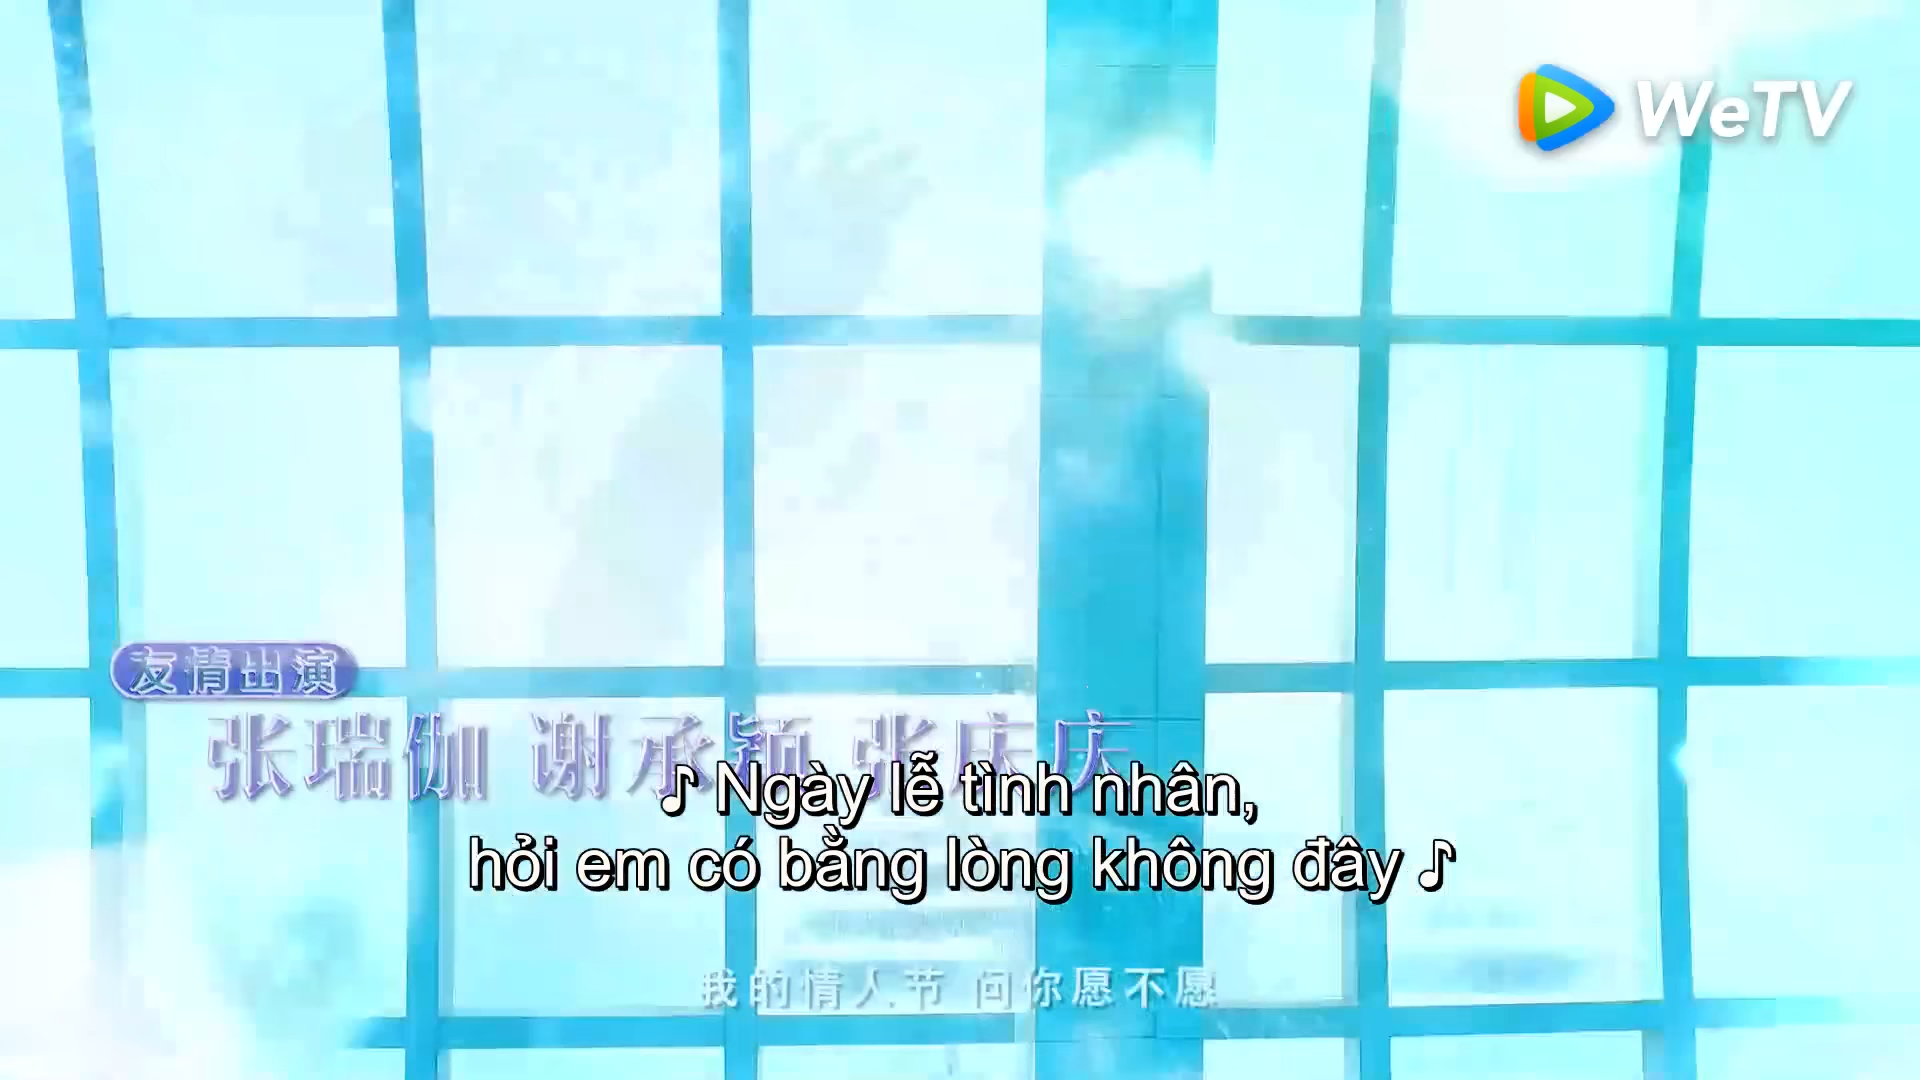 WeTV
友情出演
张瑞伽 谢承颖 张庆庆
♪ Ngày lễ tình nhân,
hỏi em có bằng lòng không đây ♪
我的情人节 问你愿不愿